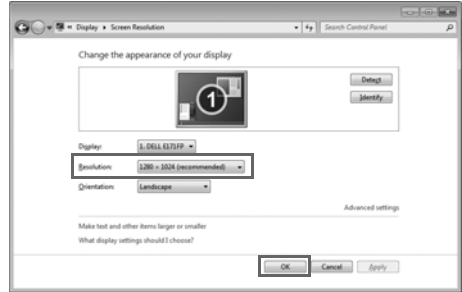 Display ▸ Screen Resolution
Search Control Panel
Change the appearance of your display
1
Detect
Identify
Display: 1. DELL E171FP
Resolution: 1280 × 1024 (recommended)
Orientation: Landscape
Advanced settings
Make text and other items larger or smaller
What display settings should I choose?
OK Cancel Apply